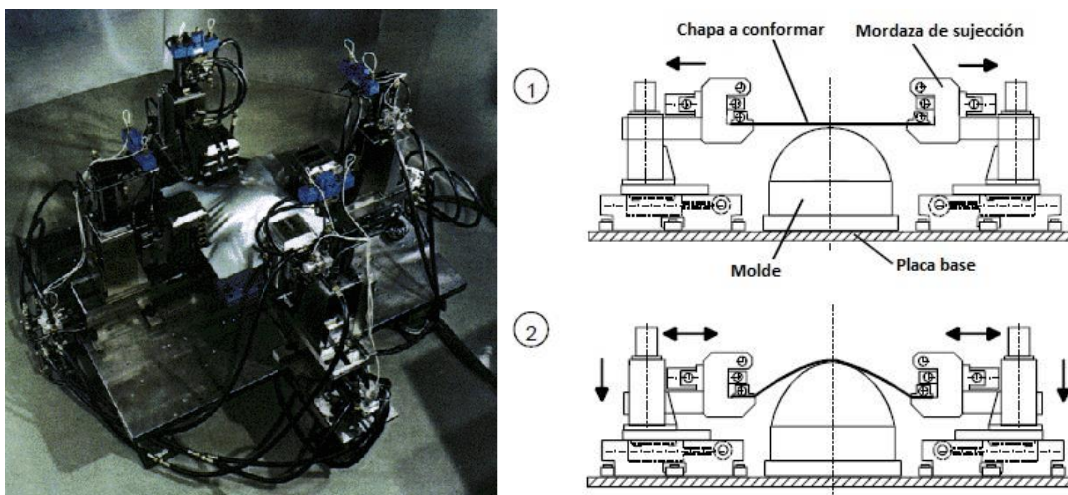 Chapa a conformar
Mordaza de sujección
1
Molde
Placa base
2